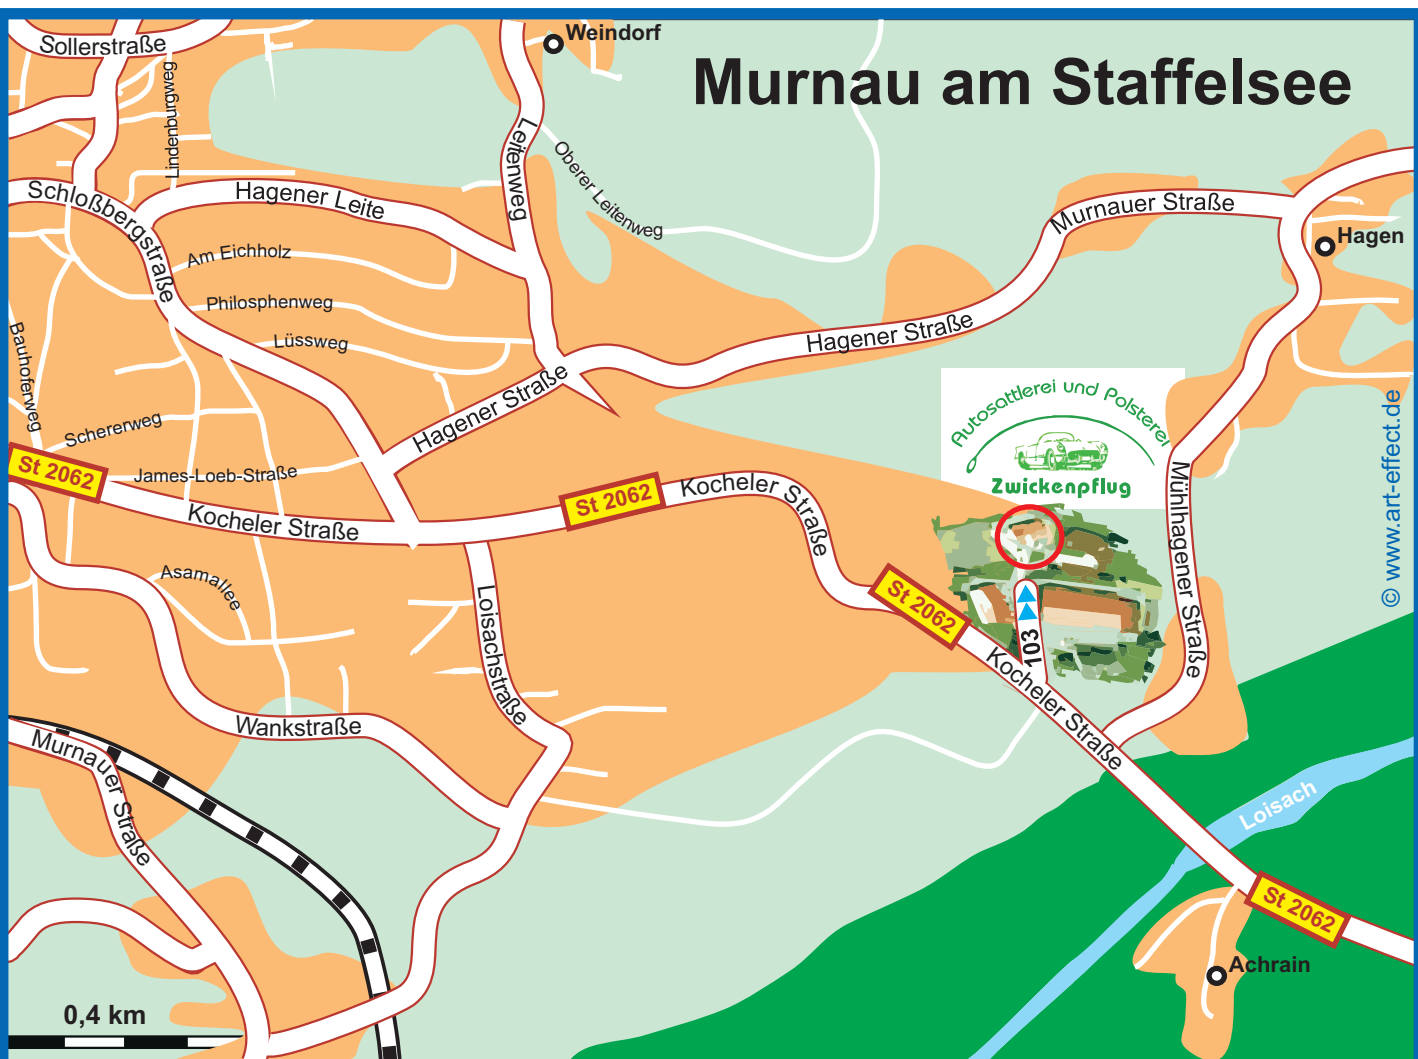 Weindorf
Sollerstraße
Murnau am Staffelsee
Lindenburgweg
Leitenweg
Oberer Leitenweg
Schloßbergstraße
Hagener Leite
Murnauer Straße
Hagen
Am Eichholz
Philosphenweg
Lüssweg
Hagener Straße
Bauhoferweg
Hagener Straße
Autosattlerei und Polsterei
Zwickenpflug
© www.art-effect.de
Schererweg
St 2062
James-Loeb-Straße
Kocheler Straße
St 2062
Kocheler Straße
Mühlhagener Straße
Asamallee
Loisachstraße
St 2062
103
Kocheler Straße
Wankstraße
Murnauer Straße
Loisach
St 2062
Achrain
0,4 km